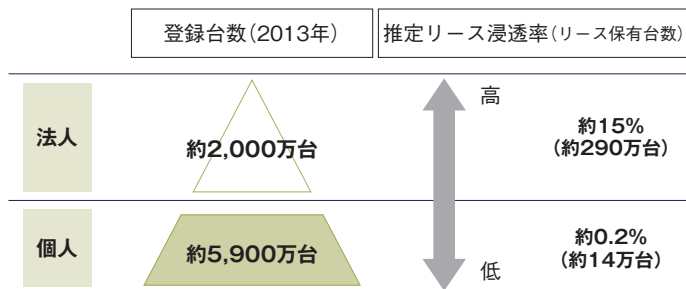 登録台数(2013年)
推定リース浸透率(リース保有台数)
法人
約2,000万台
高
約15%
(約290万台)
個人
約5,900万台
低
約0.2%
(約14万台)